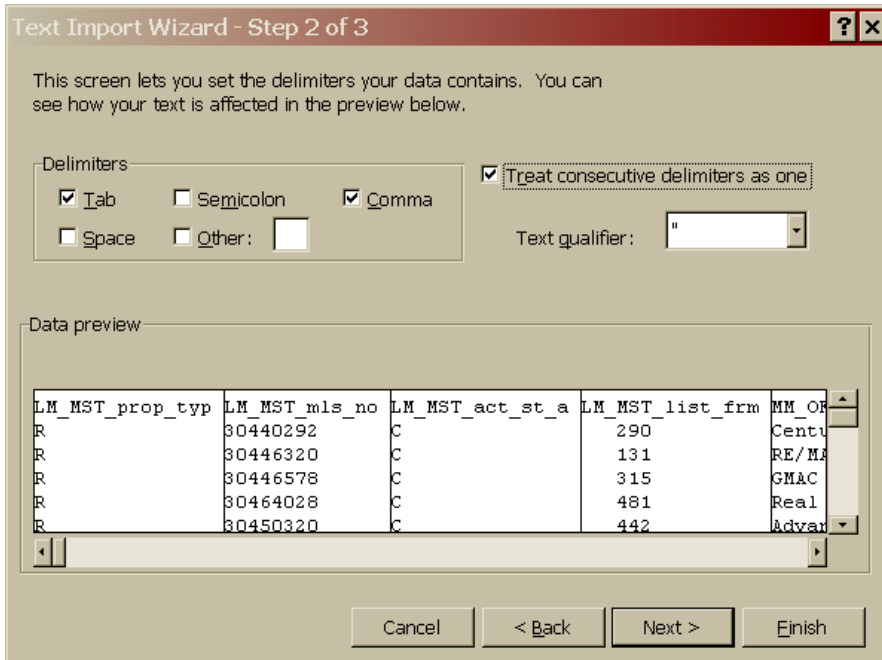 Text Import Wizard - Step 2 of 3
? ×
This screen lets you set the delimiters your data contains. You can
see how your text is affected in the preview below.
Delimiters
Tab Semicolon Comma
Space Other:
Treat consecutive delimiters as one
Text qualifier: "
Data preview
LM_MST_prop_typ LM_MST_mls_no LM_MST_act_st_a LM_MST_list_frm MM_OF
R 30440292 C 290 Centu
R 30446320 C 131 RE/MA
R 30446578 C 315 GMAC
R 30464028 C 481 Real
R 30450320 C 442 Advan
Cancel < Back Next > Finish